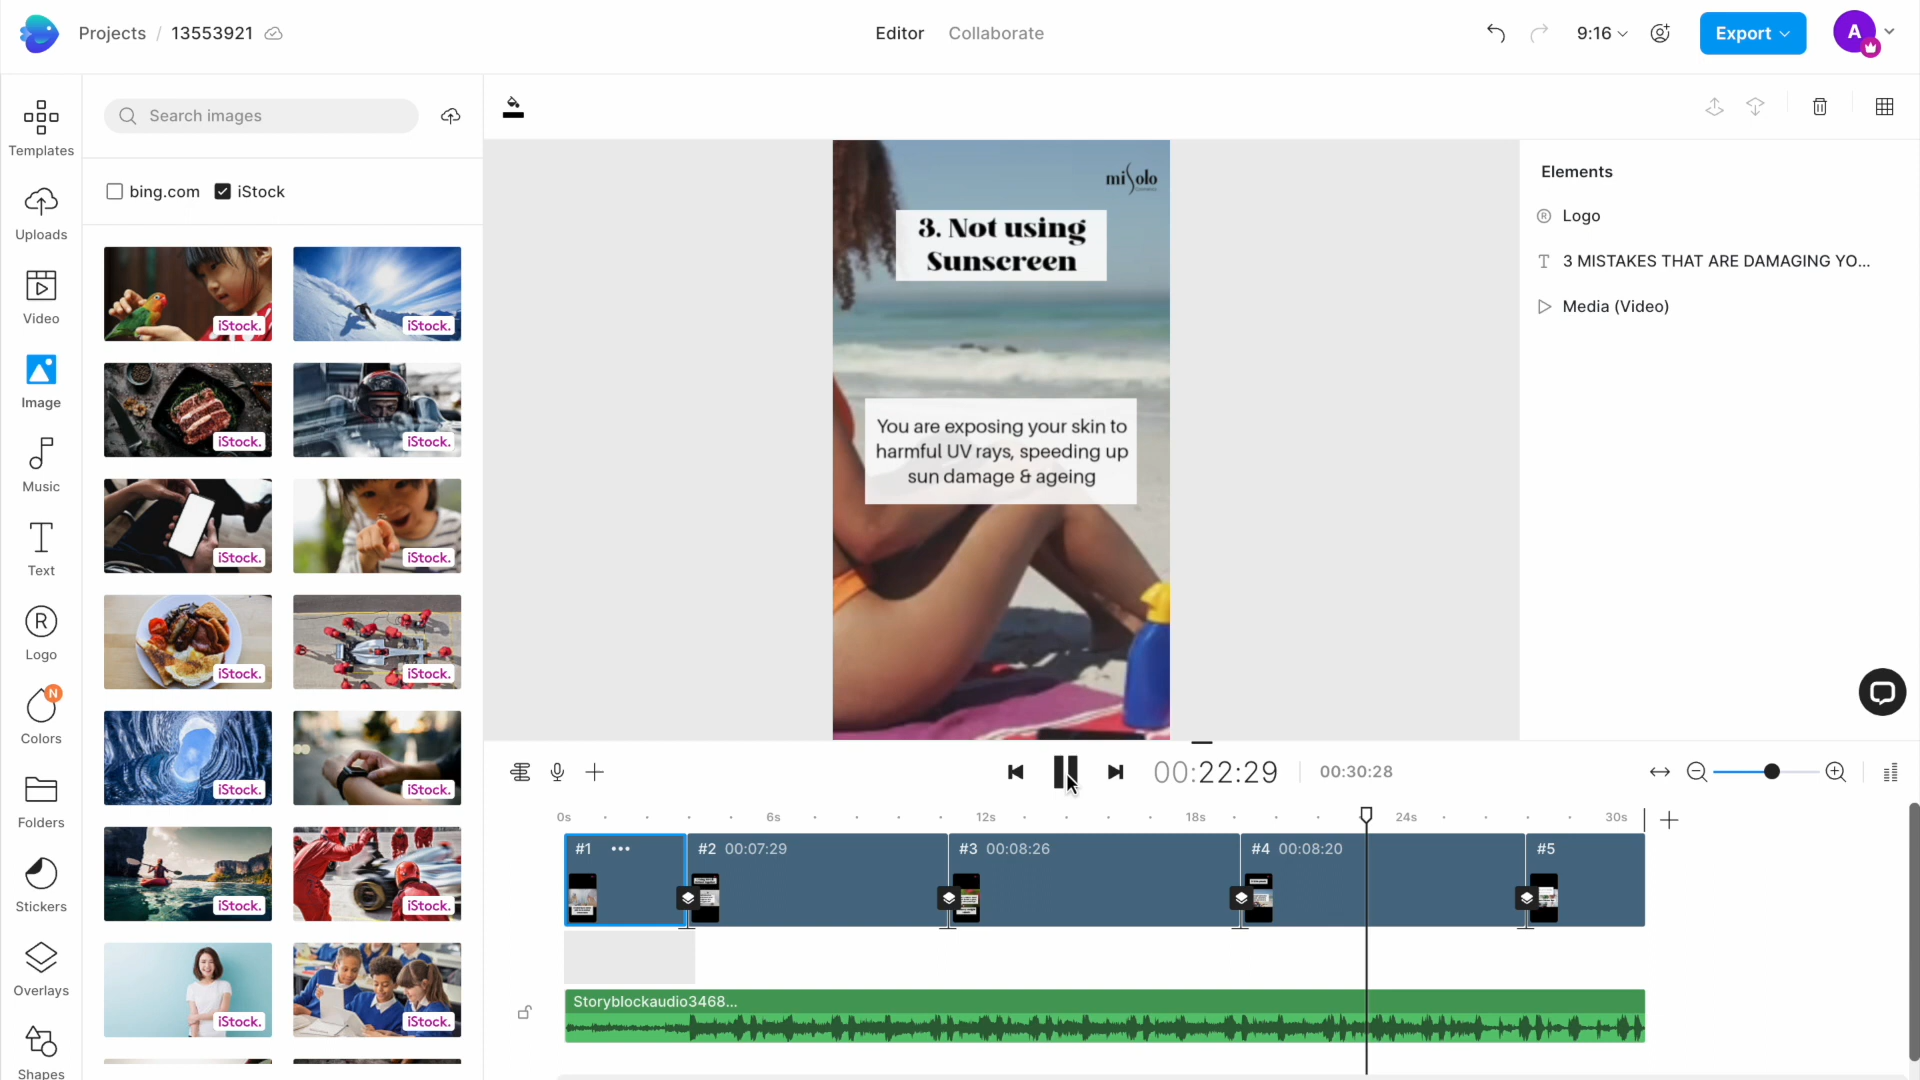 Projects / 13553921
Editor
Collaborate
9:16
Export
A
Templates
Uploads
Video
Image
Music
Text
Logo
Colors
N
Folders
Stickers
Overlays
Shapes
Search images
bing.com
iStock
iStock.
iStock.
iStock.
iStock.
iStock.
iStock.
iStock.
iStock.
iStock.
iStock.
iStock.
iStock.
iStock.
iStock.
misolo
3. Not using
Sunscreen
You are exposing your skin to
harmful UV rays, speeding up
sun damage & ageing
Elements
R Logo
T 3 MISTAKES THAT ARE DAMAGING YO...
Media (Video)
00:22:29
00:30:28
0s
6s
12s
18s
24s
30s
#1
#2 00:07:29
#3 00:08:26
#4 00:08:20
#5
Storyblockaudio3468...